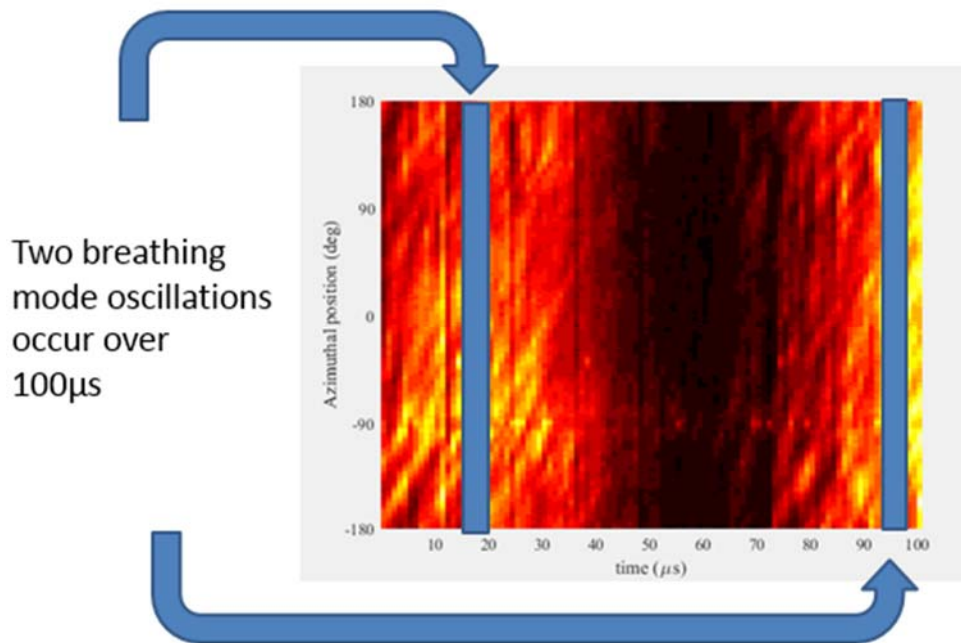 Two breathing
mode oscillations
occur over
100μs
Azimuthal position (deg)
180
90
0
-90
-180
10 20 30 40 50 60 70 80 90 100
time (μs)